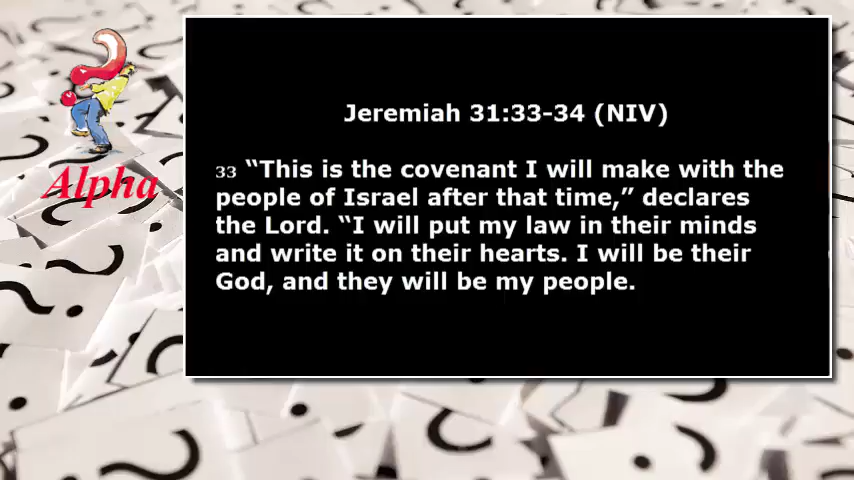 Alpha
Jeremiah 31:33-34 (NIV)
33 “This is the covenant I will make with the
people of Israel after that time,” declares
the Lord. “I will put my law in their minds
and write it on their hearts. I will be their
God, and they will be my people.